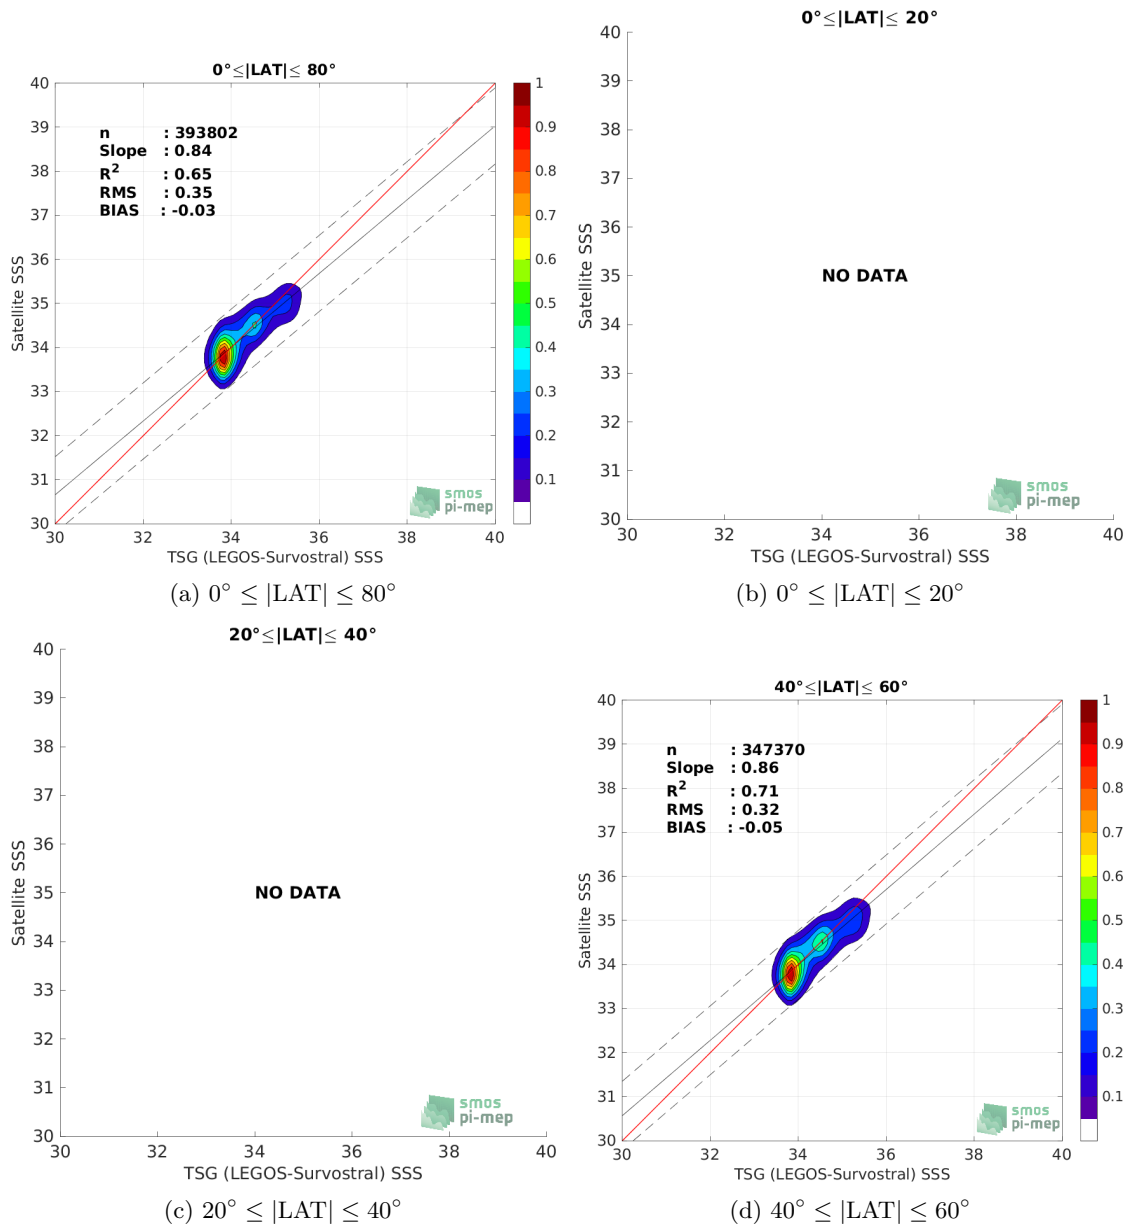 0°≤|LAT|≤ 80°
40
39
38
37
36
35
34
33
32
31
30
n : 393802
Slope : 0.84
R² : 0.65
RMS : 0.35
BIAS : -0.03
Satellite SSS
30 32 34 36 38 40
TSG (LEGOS-Survostral) SSS
1
0.9
0.8
0.7
0.6
0.5
0.4
0.3
0.2
0.1
smos
pi-mep
(a) 0° ≤ |LAT| ≤ 80°
0°≤|LAT|≤ 20°
40
39
38
37
36
35
34
33
32
31
30
NO DATA
Satellite SSS
30 32 34 36 38 40
TSG (LEGOS-Survostral) SSS
smos
pi-mep
(b) 0° ≤ |LAT| ≤ 20°
20°≤|LAT|≤ 40°
40
39
38
37
36
35
34
33
32
31
30
NO DATA
Satellite SSS
30 32 34 36 38 40
TSG (LEGOS-Survostral) SSS
smos
pi-mep
(c) 20° ≤ |LAT| ≤ 40°
40°≤|LAT|≤ 60°
40
39
38
37
36
35
34
33
32
31
30
n : 347370
Slope : 0.86
R² : 0.71
RMS : 0.32
BIAS : -0.05
Satellite SSS
30 32 34 36 38 40
TSG (LEGOS-Survostral) SSS
1
0.9
0.8
0.7
0.6
0.5
0.4
0.3
0.2
0.1
smos
pi-mep
(d) 40° ≤ |LAT| ≤ 60°